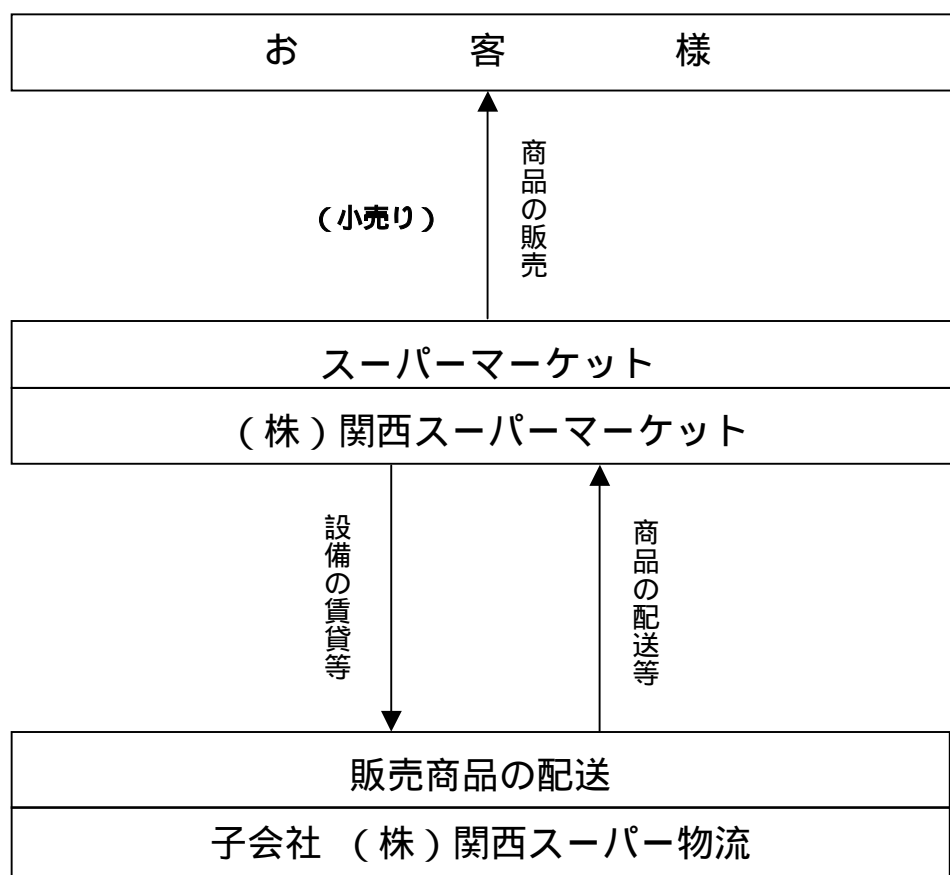 お客様
商品の販売
（小売り）
スーパーマーケット
（株）関西スーパーマーケット
設備の賃貸等
商品の配送等
販売商品の配送
子会社 （株）関西スーパー物流